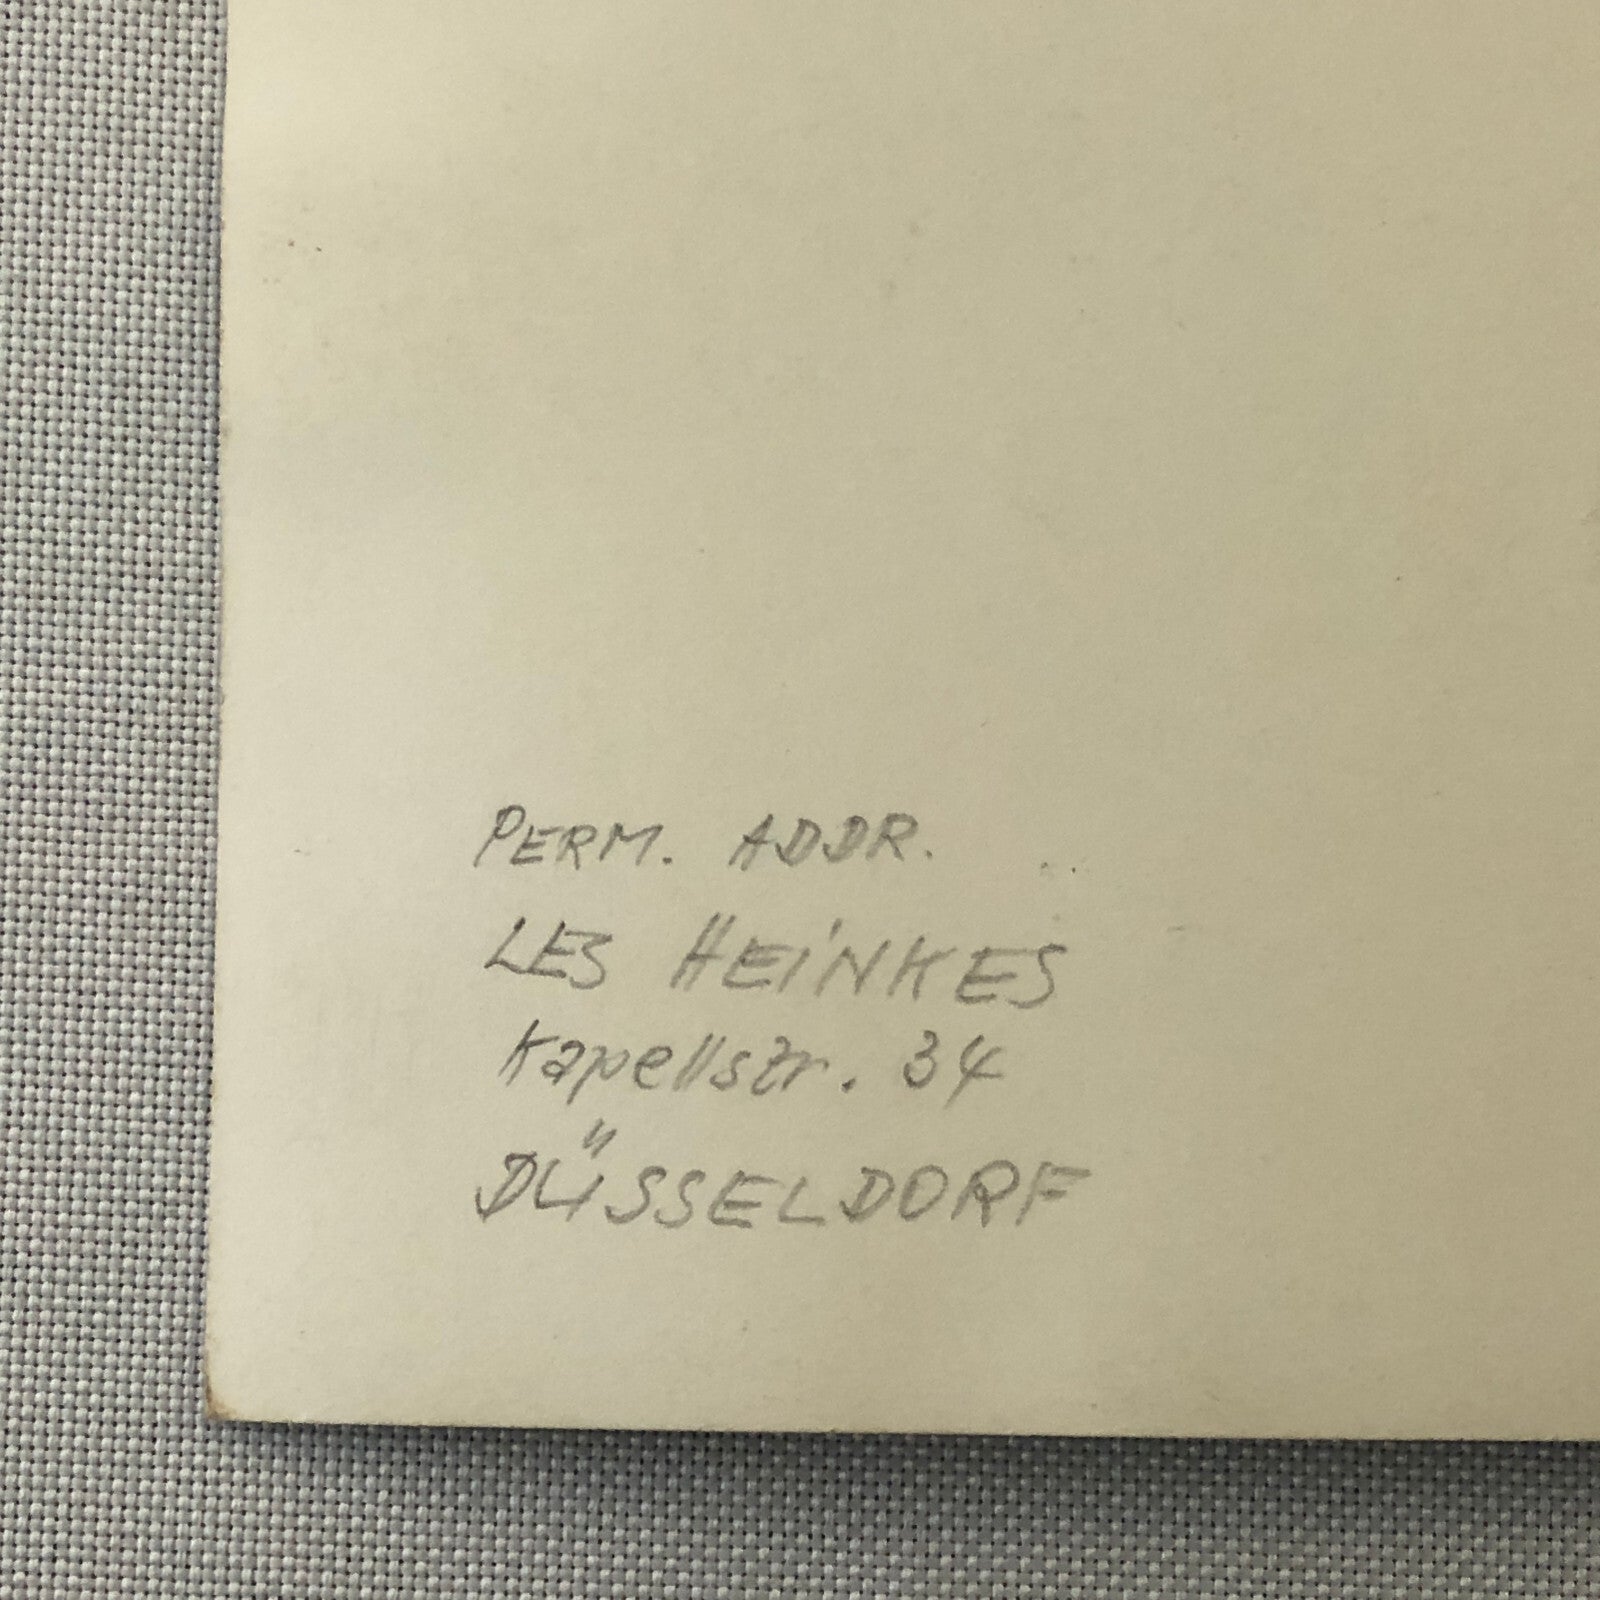 PERM. ADDR.
LES HEiNKES
Kapellstr. 34
DÜSSELDORF